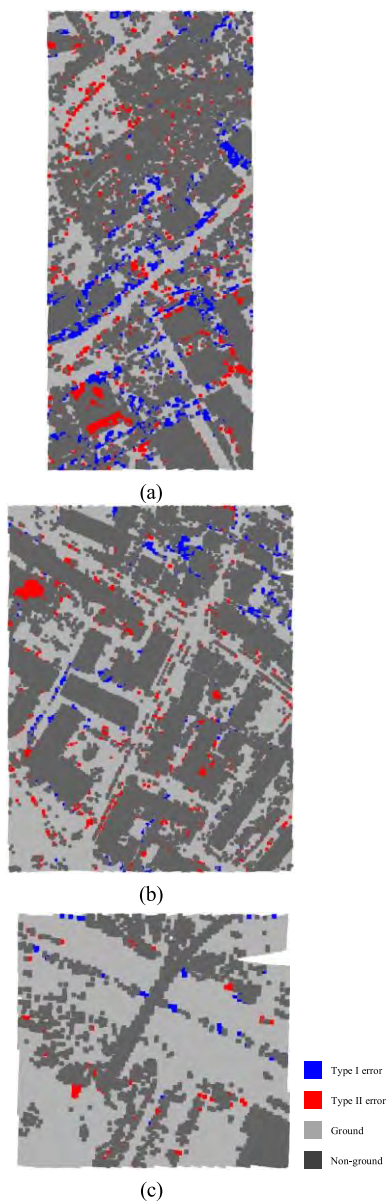 (a)
(b)
Type I error
Type II error
Ground
Non-ground
(c)